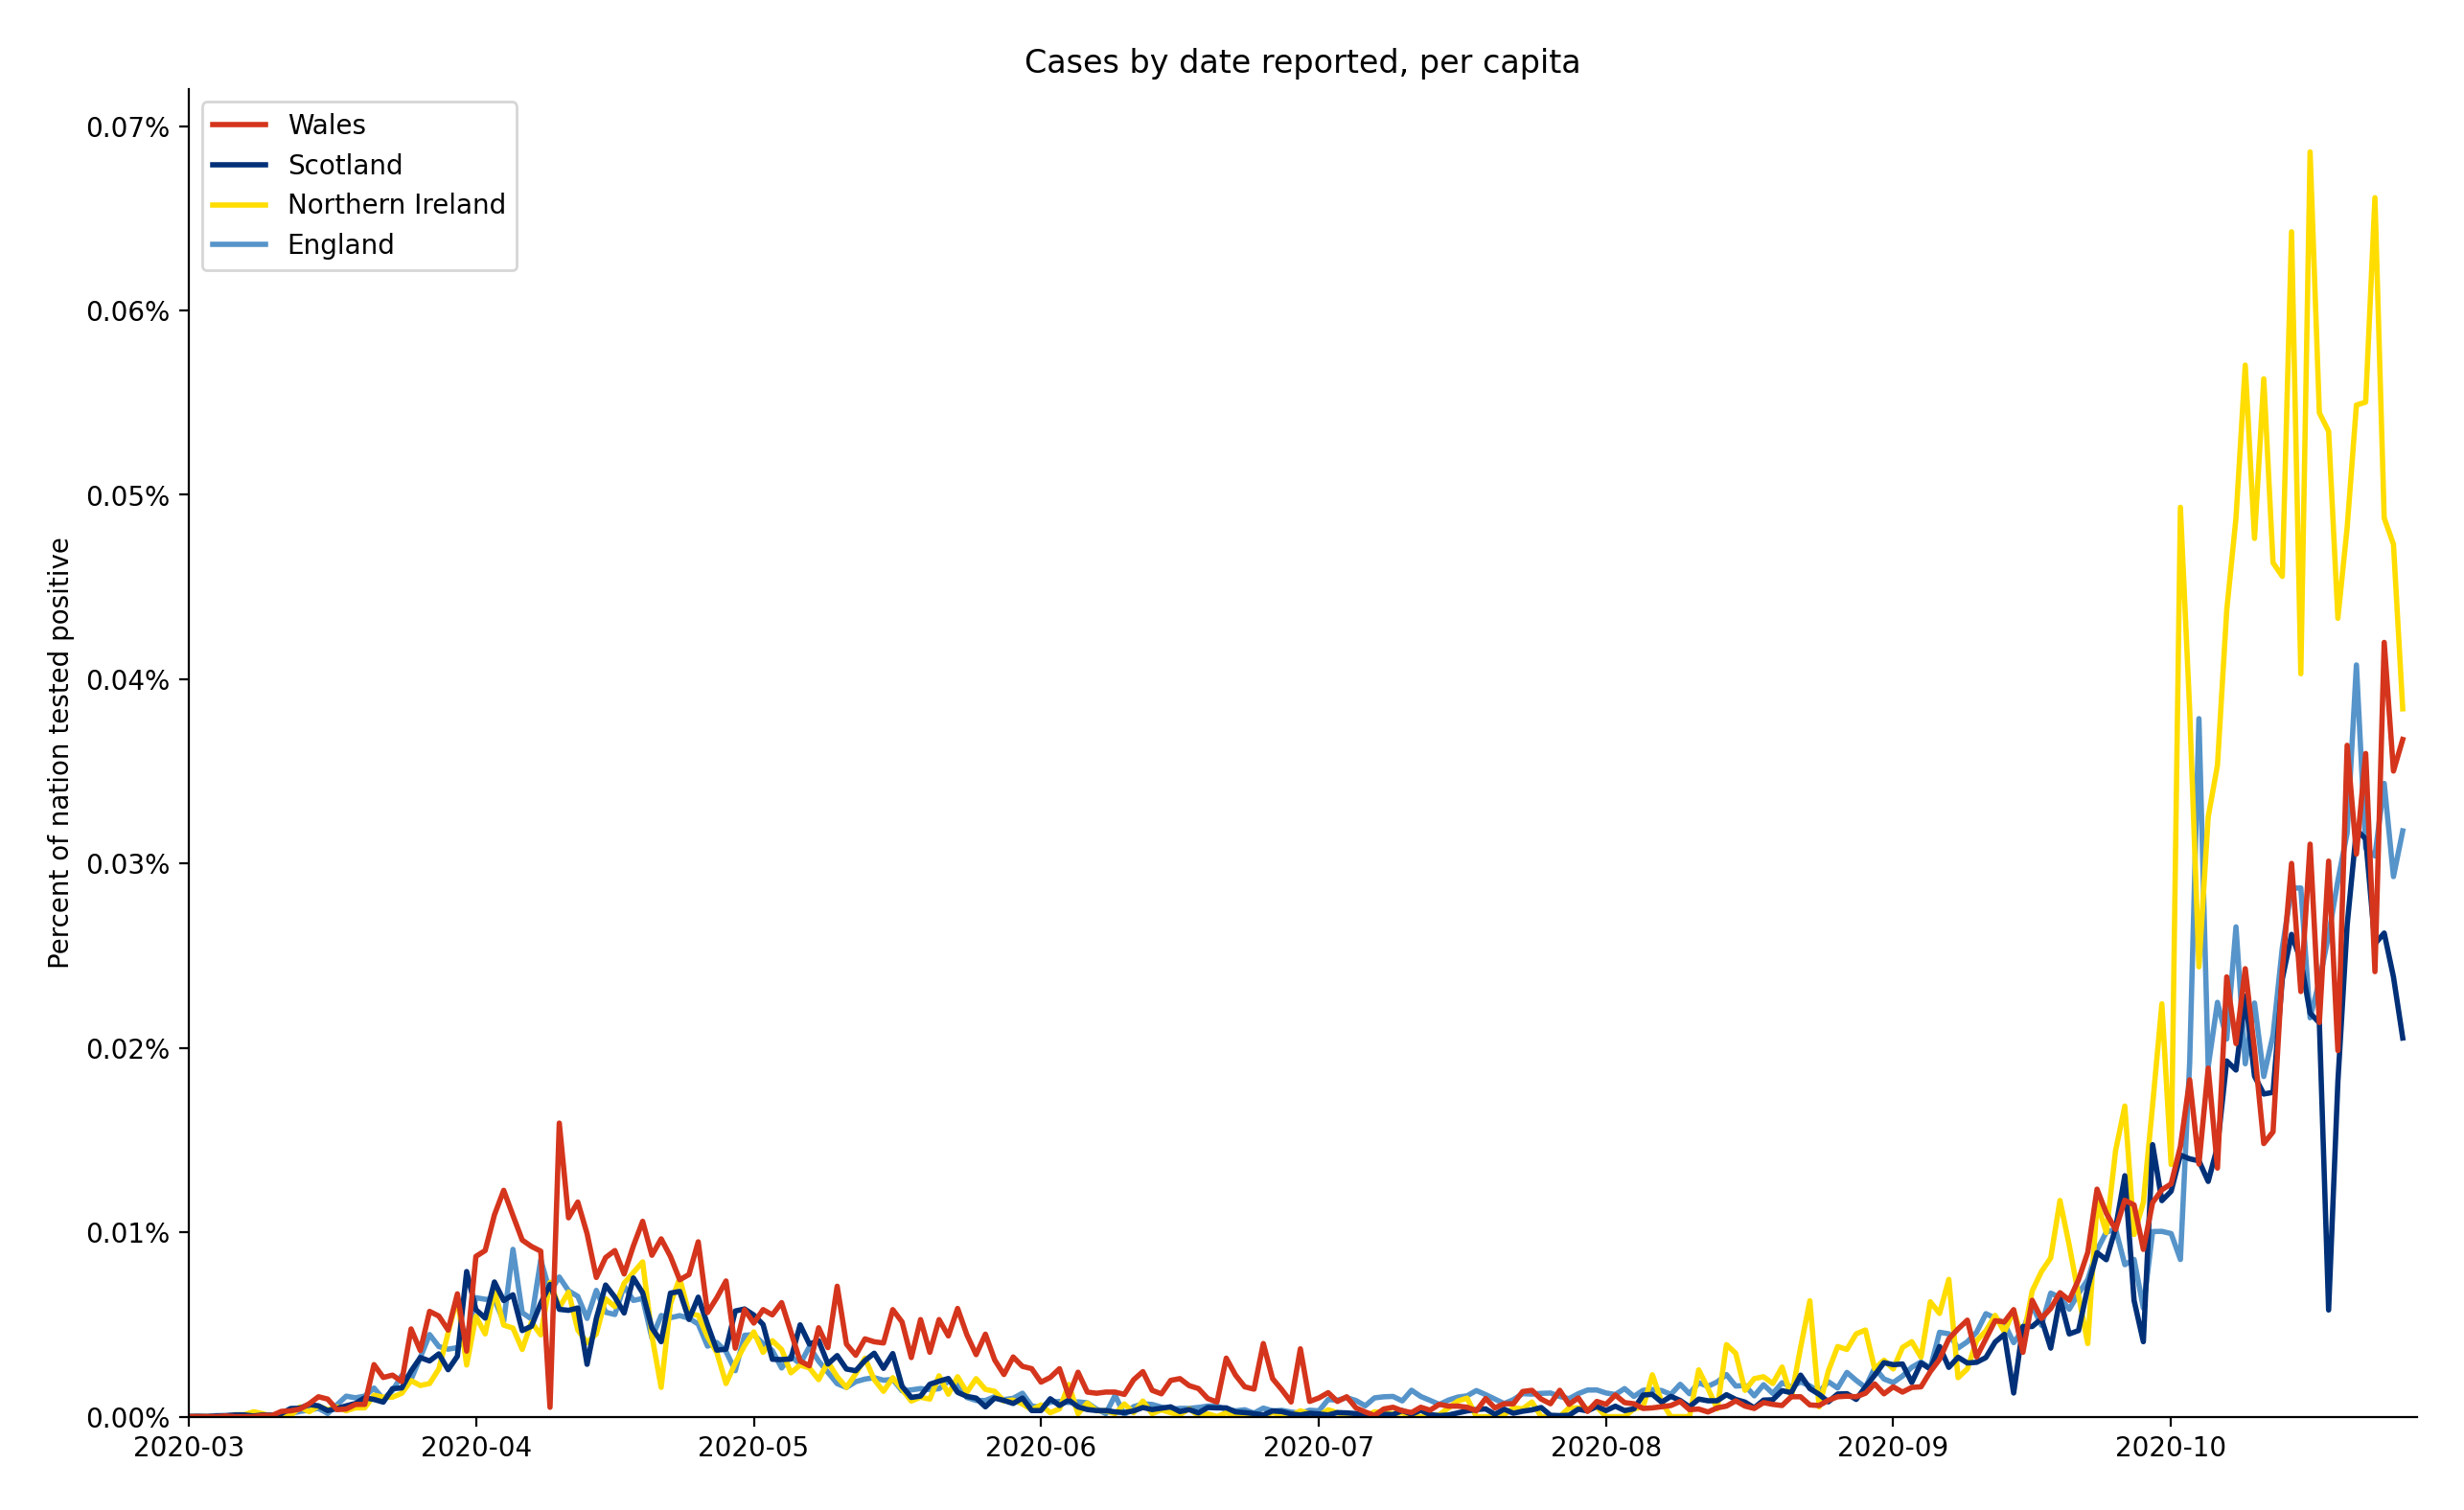 Cases by date reported, per capita
Wales
Scotland
Northern Ireland
England
0.07%
0.06%
0.05%
0.04%
0.03%
0.02%
0.01%
0.00%
Percent of nation tested positive
2020-03 2020-04 2020-05 2020-06 2020-07 2020-08 2020-09 2020-10